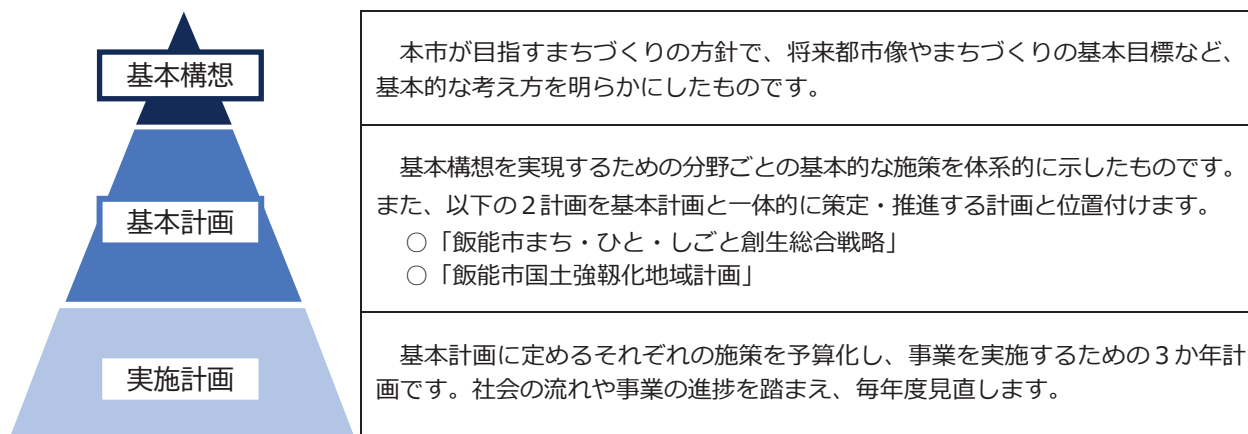 基本構想
本市が目指すまちづくりの方針で、将来都市像やまちづくりの基本目標など、
基本的な考え方を明らかにしたものです。
基本計画
基本構想を実現するための分野ごとの基本的な施策を体系的に示したものです。
また、以下の２計画を基本計画と一体的に策定・推進する計画と位置付けます。
○「飯能市まち・ひと・しごと創生総合戦略」
○「飯能市国土強靱化地域計画」
実施計画
基本計画に定めるそれぞれの施策を予算化し、事業を実施するための３か年計
画です。社会の流れや事業の進捗を踏まえ、毎年度見直します。